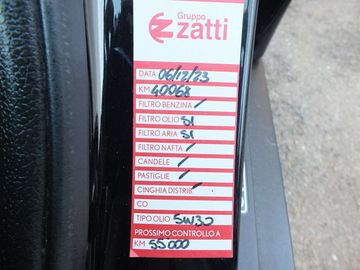 Gruppo
zatti
DATA 06/12/23
KM 40068
FILTRO BENZINA /
FILTRO OLIO SI
FILTRO ARIA SI
FILTRO NAFTA /
CANDELE /
PASTIGLIE /
CINGHIA DISTRIB. /
CO
TIPO OLIO 5W30
PROSSIMO CONTROLLO A
KM 55000